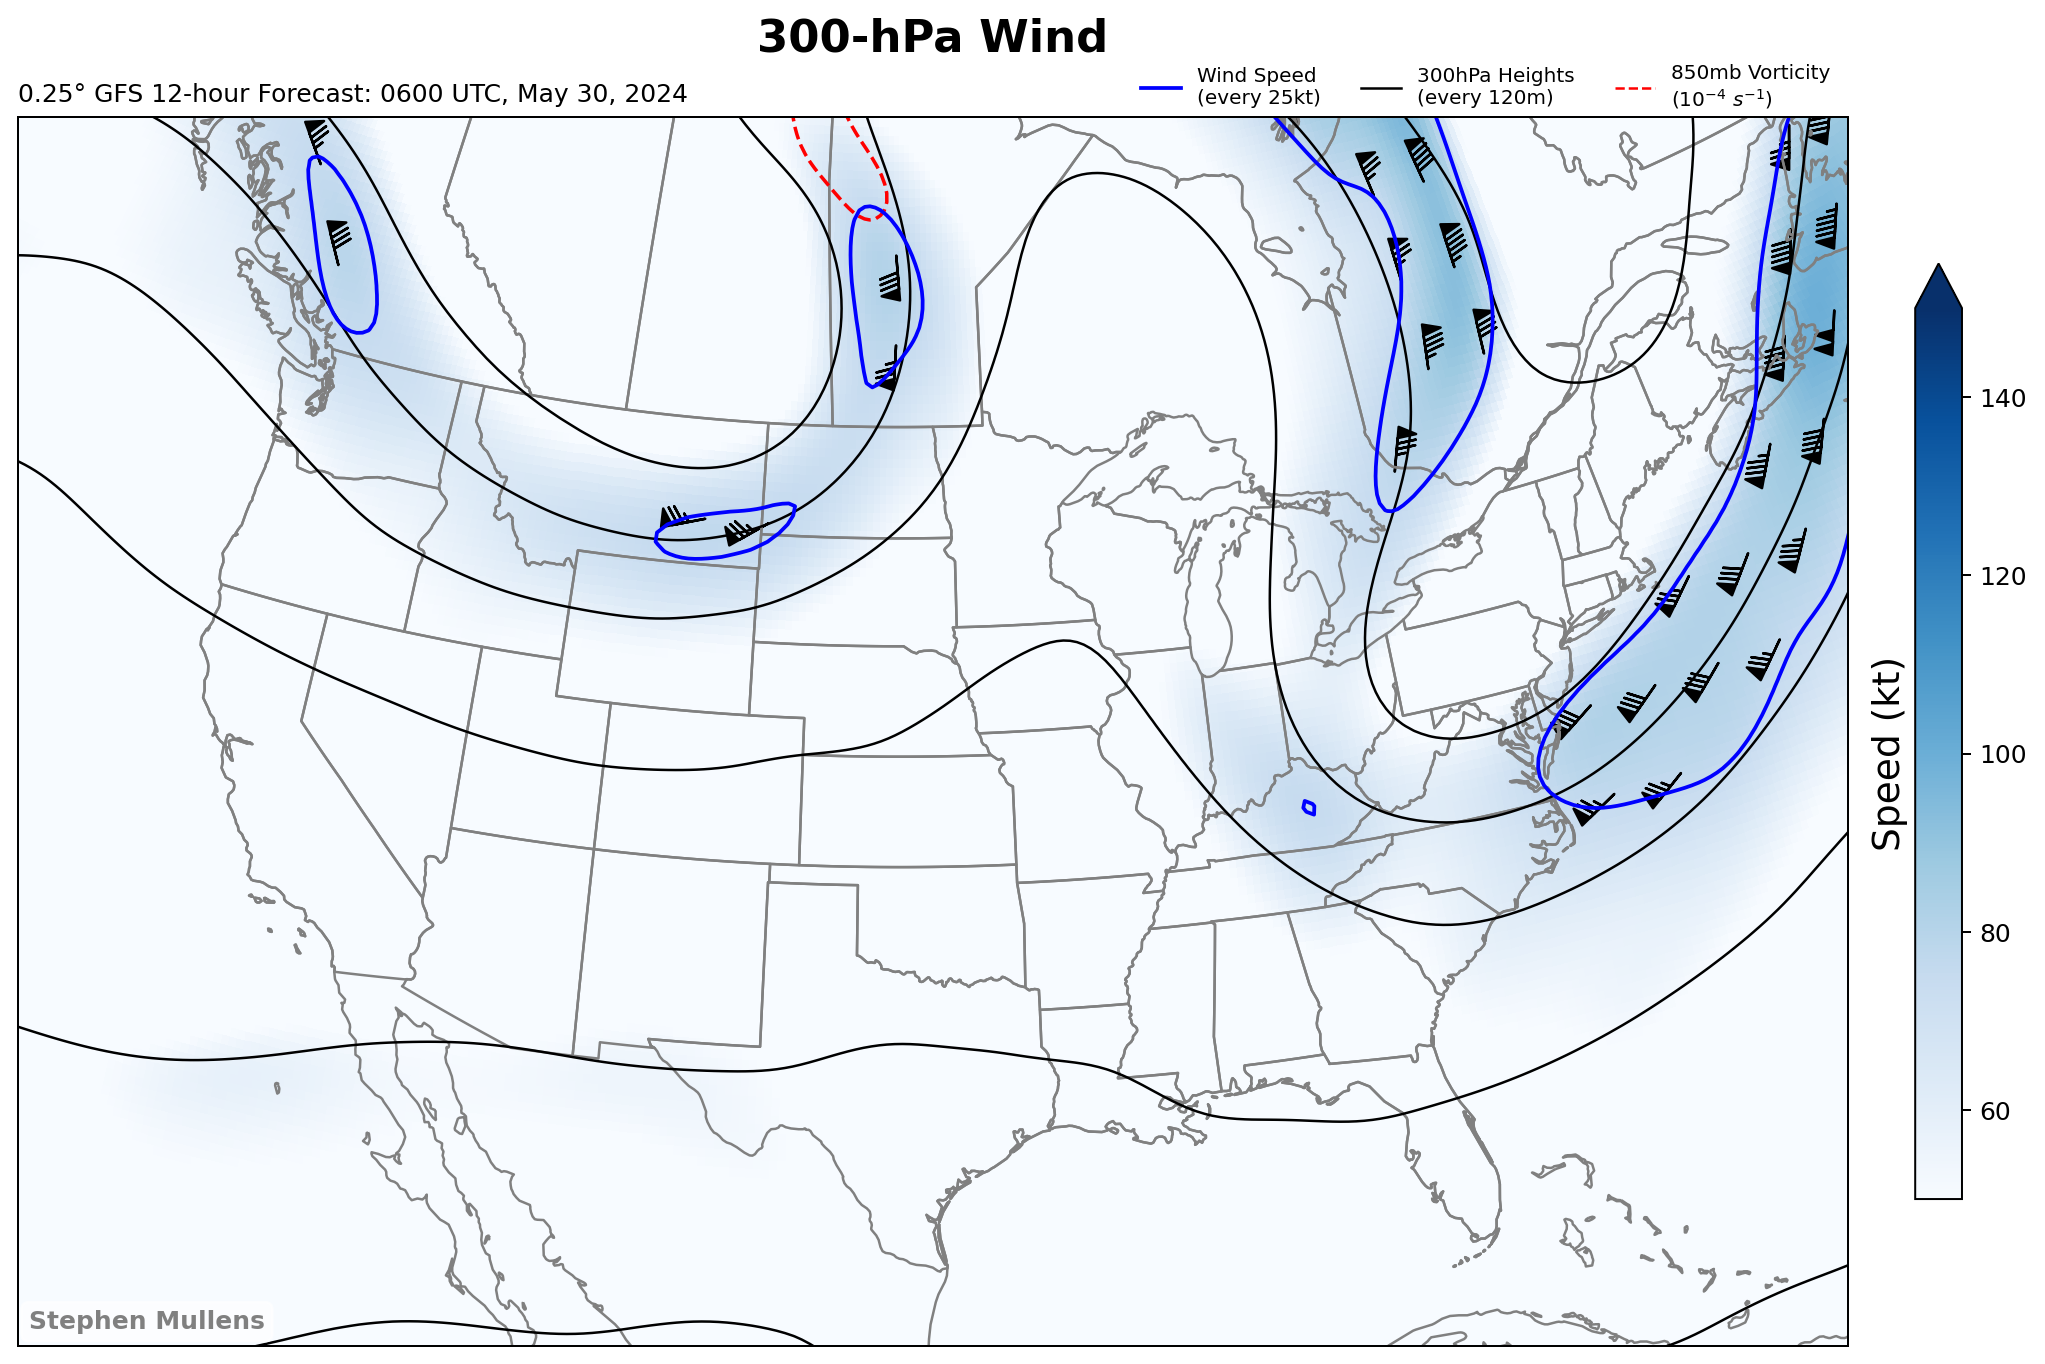 300-hPa Wind
0.25° GFS 12-hour Forecast: 0600 UTC, May 30, 2024
Wind Speed
(every 25kt)
300hPa Heights
(every 120m)
850mb Vorticity
(10⁻⁴ s⁻¹)
140
120
100
80
60
Speed (kt)
Stephen Mullens